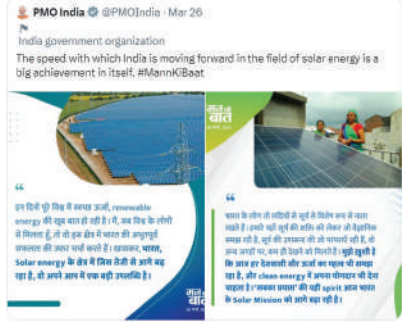 PMO India @PMOIndia · Mar 26
India government organization
The speed with which India is moving forward in the field of solar energy is a
big achievement in itself. #MannKiBaat
मन की
बात
इन दिनों पूरे विश्व में स्वच्छ ऊर्जा, renewable
energy की खूब बात हो रही है। मैं, जब विश्व के लोगों
से मिलता हूँ, तो वो इस क्षेत्र में भारत की अभूतपूर्व
सफलता की जरूर चर्चा करते हैं। खासकर, भारत,
Solar energy के क्षेत्र में जिस तेजी से आगे बढ़
रहा है, वो अपने आप में एक बड़ी उपलब्धि है।
मन की
बात
भारत के लोग तो सदियों से सूर्य से विशेष रूप से नाता
रखते हैं। हमारे यहाँ सूर्य की शक्ति को लेकर जो वैज्ञानिक
समझ रही है, सूर्य की उपासना की जो परंपराएँ रही हैं, वो
अन्य जगहों पर, कम ही देखने को मिलते हैं। मुझे ख़ुशी है
कि आज हर देशवासी सौर ऊर्जा का महत्व भी समझ
रहा है, और clean energy में अपना योगदान भी देना
चाहता है। 'सबका प्रयास' की यही spirit आज भारत
के Solar Mission को आगे बढ़ा रही है।